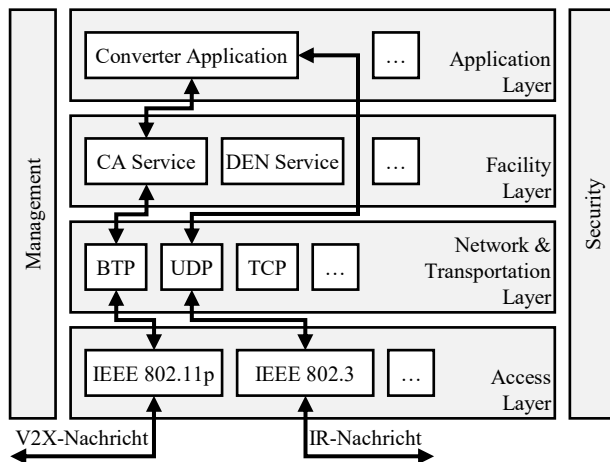 Management
Converter Application
…
Application
Layer
CA Service
DEN Service
…
Facility
Layer
BTP
UDP
TCP
…
Network &
Transportation
Layer
IEEE 802.11p
IEEE 802.3
…
Access
Layer
Security
V2X-Nachricht
IR-Nachricht